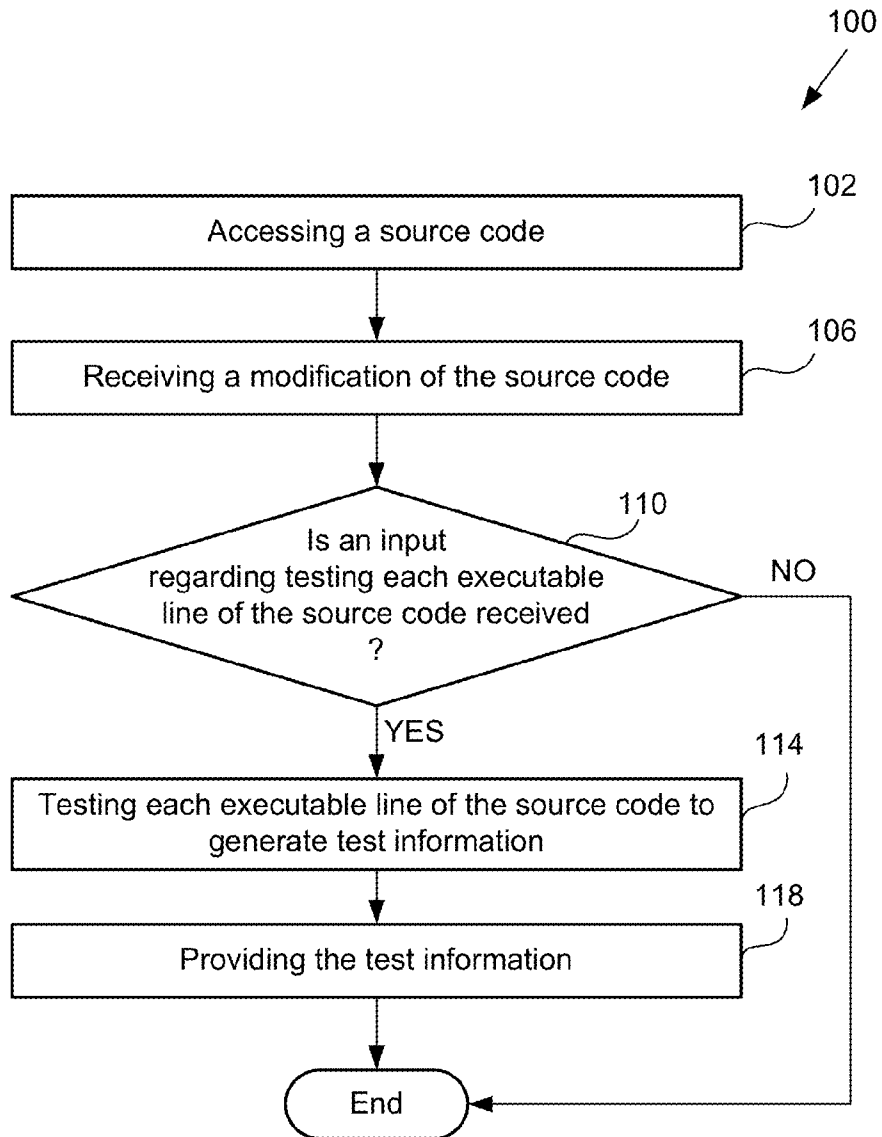 100
102
Accessing a source code
106
Receiving a modification of the source code
110
Is an input
regarding testing each executable
line of the source code received
?
NO
YES
114
Testing each executable line of the source code to
generate test information
118
Providing the test information
End